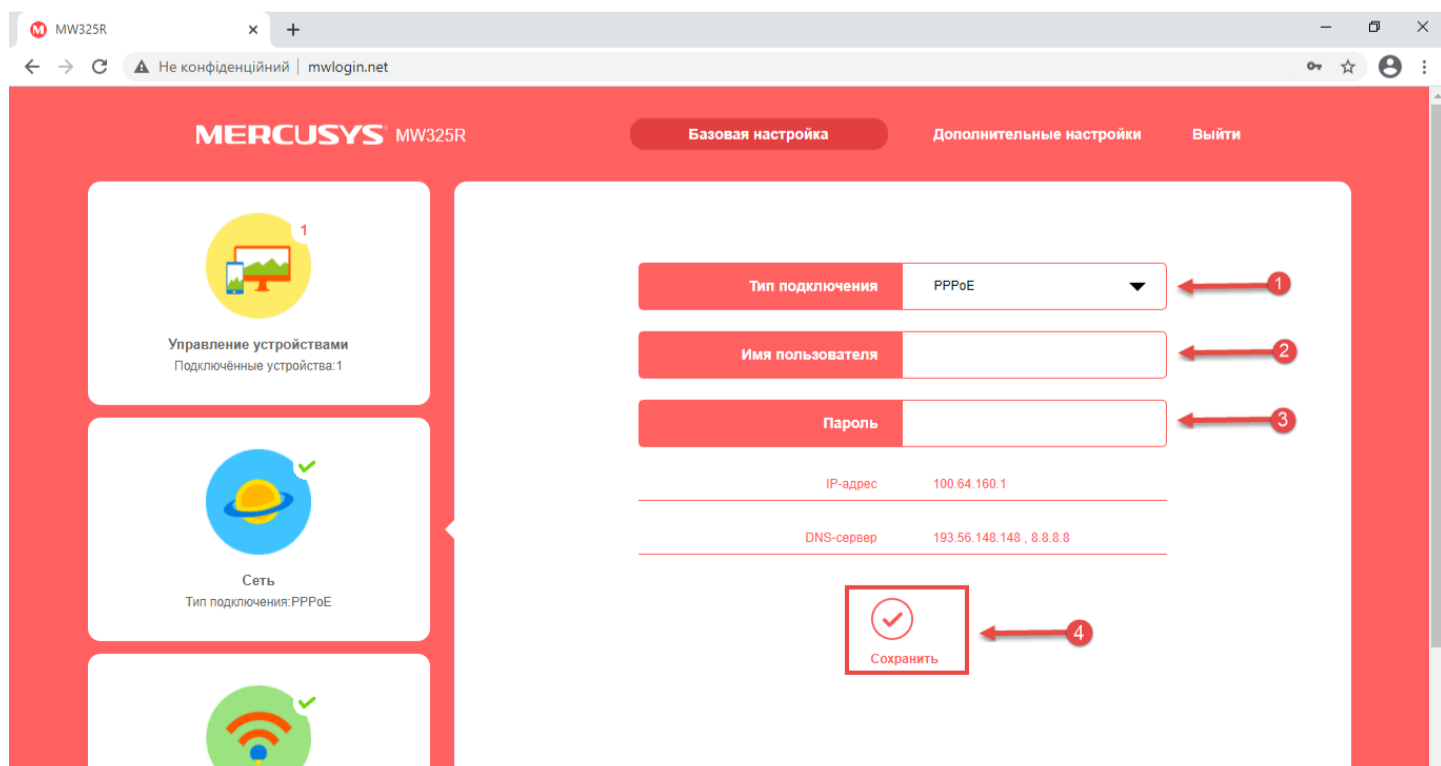 MW325R
Не конфіденційний | mwlogin.net
MERCUSYS MW325R
Базовая настройка
Дополнительные настройки
Выйти
1
Управление устройствами
Подключённые устройства:1
Сеть
Тип подключения:PPPoE
Тип подключения PPPoE 1
Имя пользователя 2
Пароль 3
IP-адрес 100.64.160.1
DNS-сервер 193.56.148.148 , 8.8.8.8
Сохранить 4